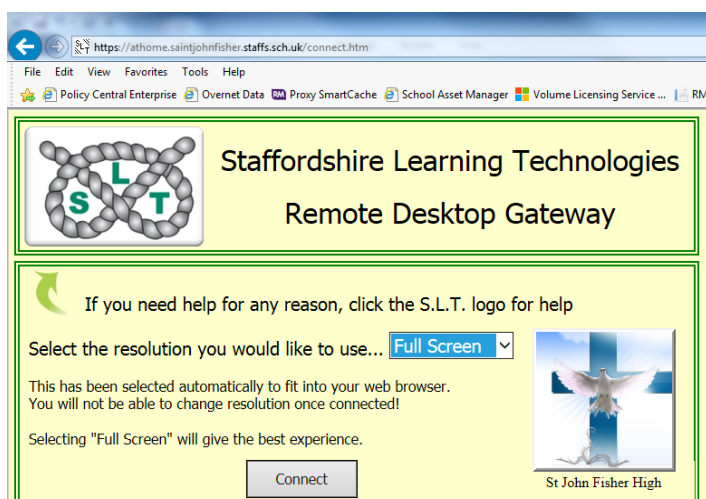 https://athome.saintjohnfisher.staffs.sch.uk/connect.htm
File Edit View Favorites Tools Help
Policy Central Enterprise Overnet Data RM Proxy SmartCache School Asset Manager Volume Licensing Service ... RM
S L T
Staffordshire Learning Technologies
Remote Desktop Gateway
If you need help for any reason, click the S.L.T. logo for help
Select the resolution you would like to use... Full Screen
This has been selected automatically to fit into your web browser.
You will not be able to change resolution once connected!
Selecting "Full Screen" will give the best experience.
Connect
St John Fisher High